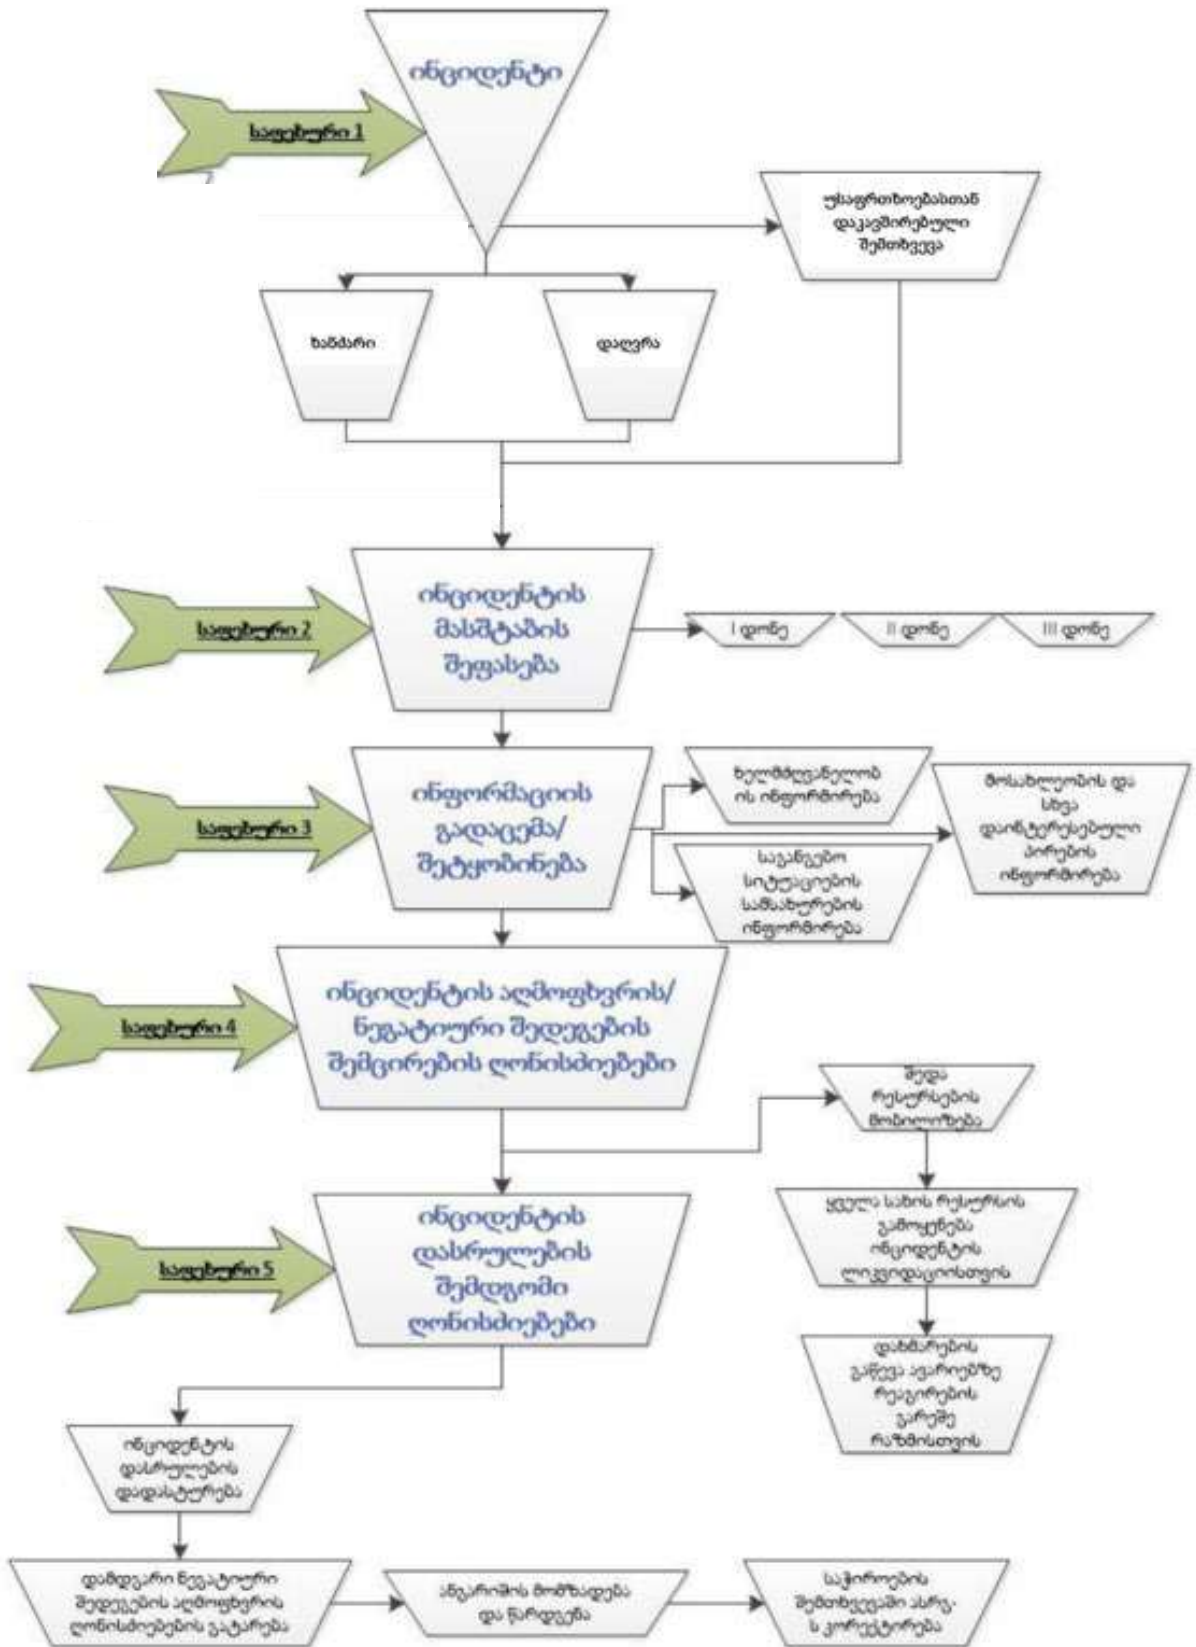 ინციდენტი
საფეხური 1
უსაფრთხოებასთან
დაკავშირებული
შემთხვევა
ხანძარი
დაღვრა
საფეხური 2
ინციდენტის
მასშტაბის
შეფასება
I დონე
II დონე
III დონე
საფეხური 3
ინფორმაციის
გადაცემა/
შეტყობინება
ხელმძღვანელობ
ის ინფორმირება
მოსახლეობის და
სხვა
დაინტერესებული
პირების
ინფორმირება
საგანგებო
სიტუაციების
სამსახურების
ინფორმირება
საფეხური 4
ინციდენტის აღმოფხვრის/
ნეგატიური შედეგების
შემცირების ღონისძიებები
შედა
რესურსების
მობილიზება
საფეხური 5
ინციდენტის
დასრულების
შემდგომი
ღონისძიებები
ყველა სახის რესურსის
გამოყენება
ინციდენტის
ლიკვიდაციისთვის
დახმარების
გაწევა ავარიებზე
რეაგირების
გარეშე
რაზმისთვის
ინციდენტის
დასრულების
დადასტურება
დამდგარი ნეგატიური
შედეგების აღმოფხვრის
ღონისძიებების გატარება
ანგარიშის მომზადება
და წარდგენა
საჭიროების
შემთხვევაში ასრგ-
ს კორექტირება